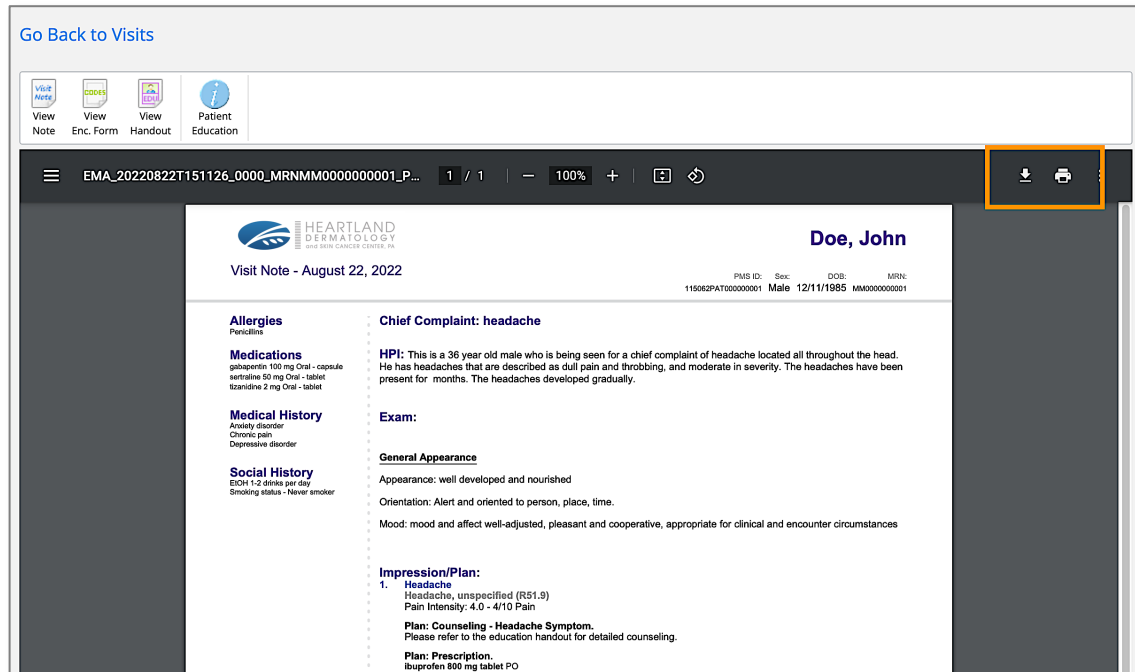 Go Back to Visits
Visit
Note
CODES
EDU
View
Note
View
Enc. Form
View
Handout
Patient
Education
EMA_20220822T151126_0000_MRNMM0000000001_P... 1 / 1 100%
HEARTLAND
DERMATOLOGY
and SKIN CANCER CENTER, PA
Doe, John
Visit Note - August 22, 2022
PMS ID: Sex: DOB: MRN:
115062PAT000000001 Male 12/11/1985 MM0000000001
Allergies
Penicillins
Medications
gabapentin 100 mg Oral - capsule
sertraline 50 mg Oral - tablet
tizanidine 2 mg Oral - tablet
Medical History
Anxiety disorder
Chronic pain
Depressive disorder
Social History
EtOH 1-2 drinks per day
Smoking status - Never smoker
Chief Complaint: headache
HPI: This is a 36 year old male who is being seen for a chief complaint of headache located all throughout the head.
He has headaches that are described as dull pain and throbbing, and moderate in severity. The headaches have been
present for months. The headaches developed gradually.
Exam:
General Appearance
Appearance: well developed and nourished
Orientation: Alert and oriented to person, place, time.
Mood: mood and affect well-adjusted, pleasant and cooperative, appropriate for clinical and encounter circumstances
Impression/Plan:
1. Headache
Headache, unspecified (R51.9)
Pain Intensity: 4.0 - 4/10 Pain
Plan: Counseling - Headache Symptom.
Please refer to the education handout for detailed counseling.
Plan: Prescription.
ibuprofen 800 mg tablet PO